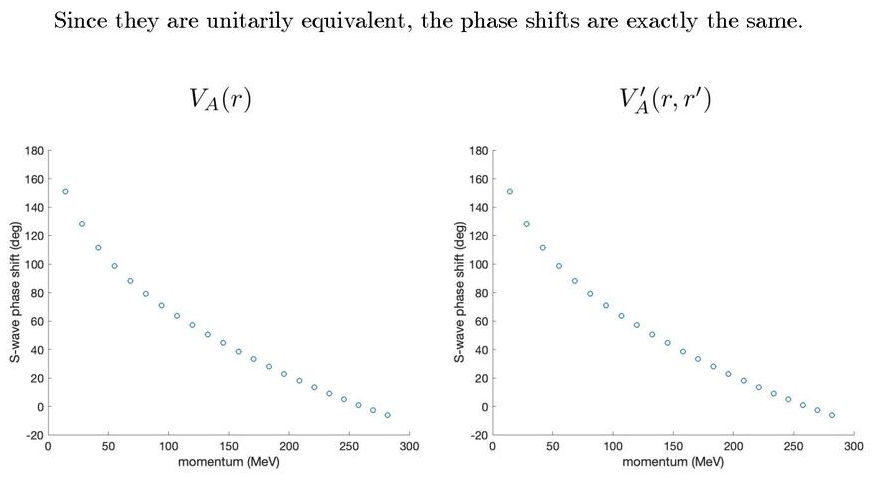 Since they are unitarily equivalent, the phase shifts are exactly the same.
V_A(r)
V'_A(r, r')
180
160
140
120
100
80
60
40
20
0
-20
S-wave phase shift (deg)
0 50 100 150 200 250 300
momentum (MeV)
180
160
140
120
100
80
60
40
20
0
-20
S-wave phase shift (deg)
0 50 100 150 200 250 300
momentum (MeV)